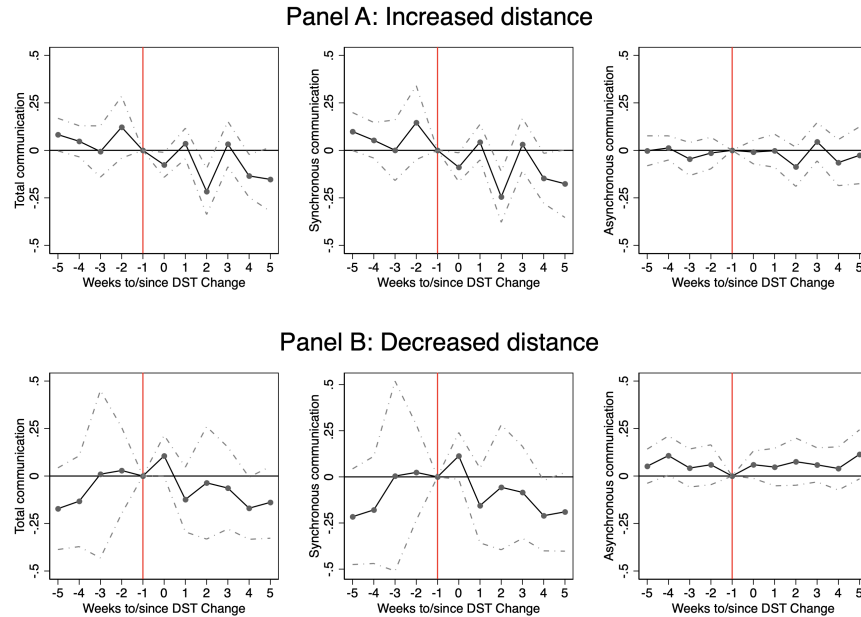 Panel A: Increased distance
Total communication
.5
.25
0
-.25
-.5
-5 -4 -3 -2 -1 0 1 2 3 4 5
Weeks to/since DST Change
Synchronous communication
.5
.25
0
-.25
-.5
-5 -4 -3 -2 -1 0 1 2 3 4 5
Weeks to/since DST Change
Asynchronous communication
.5
.25
0
-.25
-.5
-5 -4 -3 -2 -1 0 1 2 3 4 5
Weeks to/since DST Change
Panel B: Decreased distance
Total communication
.5
.25
0
-.25
-.5
-5 -4 -3 -2 -1 0 1 2 3 4 5
Weeks to/since DST Change
Synchronous communication
.5
.25
0
-.25
-.5
-5 -4 -3 -2 -1 0 1 2 3 4 5
Weeks to/since DST Change
Asynchronous communication
.5
.25
0
-.25
-.5
-5 -4 -3 -2 -1 0 1 2 3 4 5
Weeks to/since DST Change